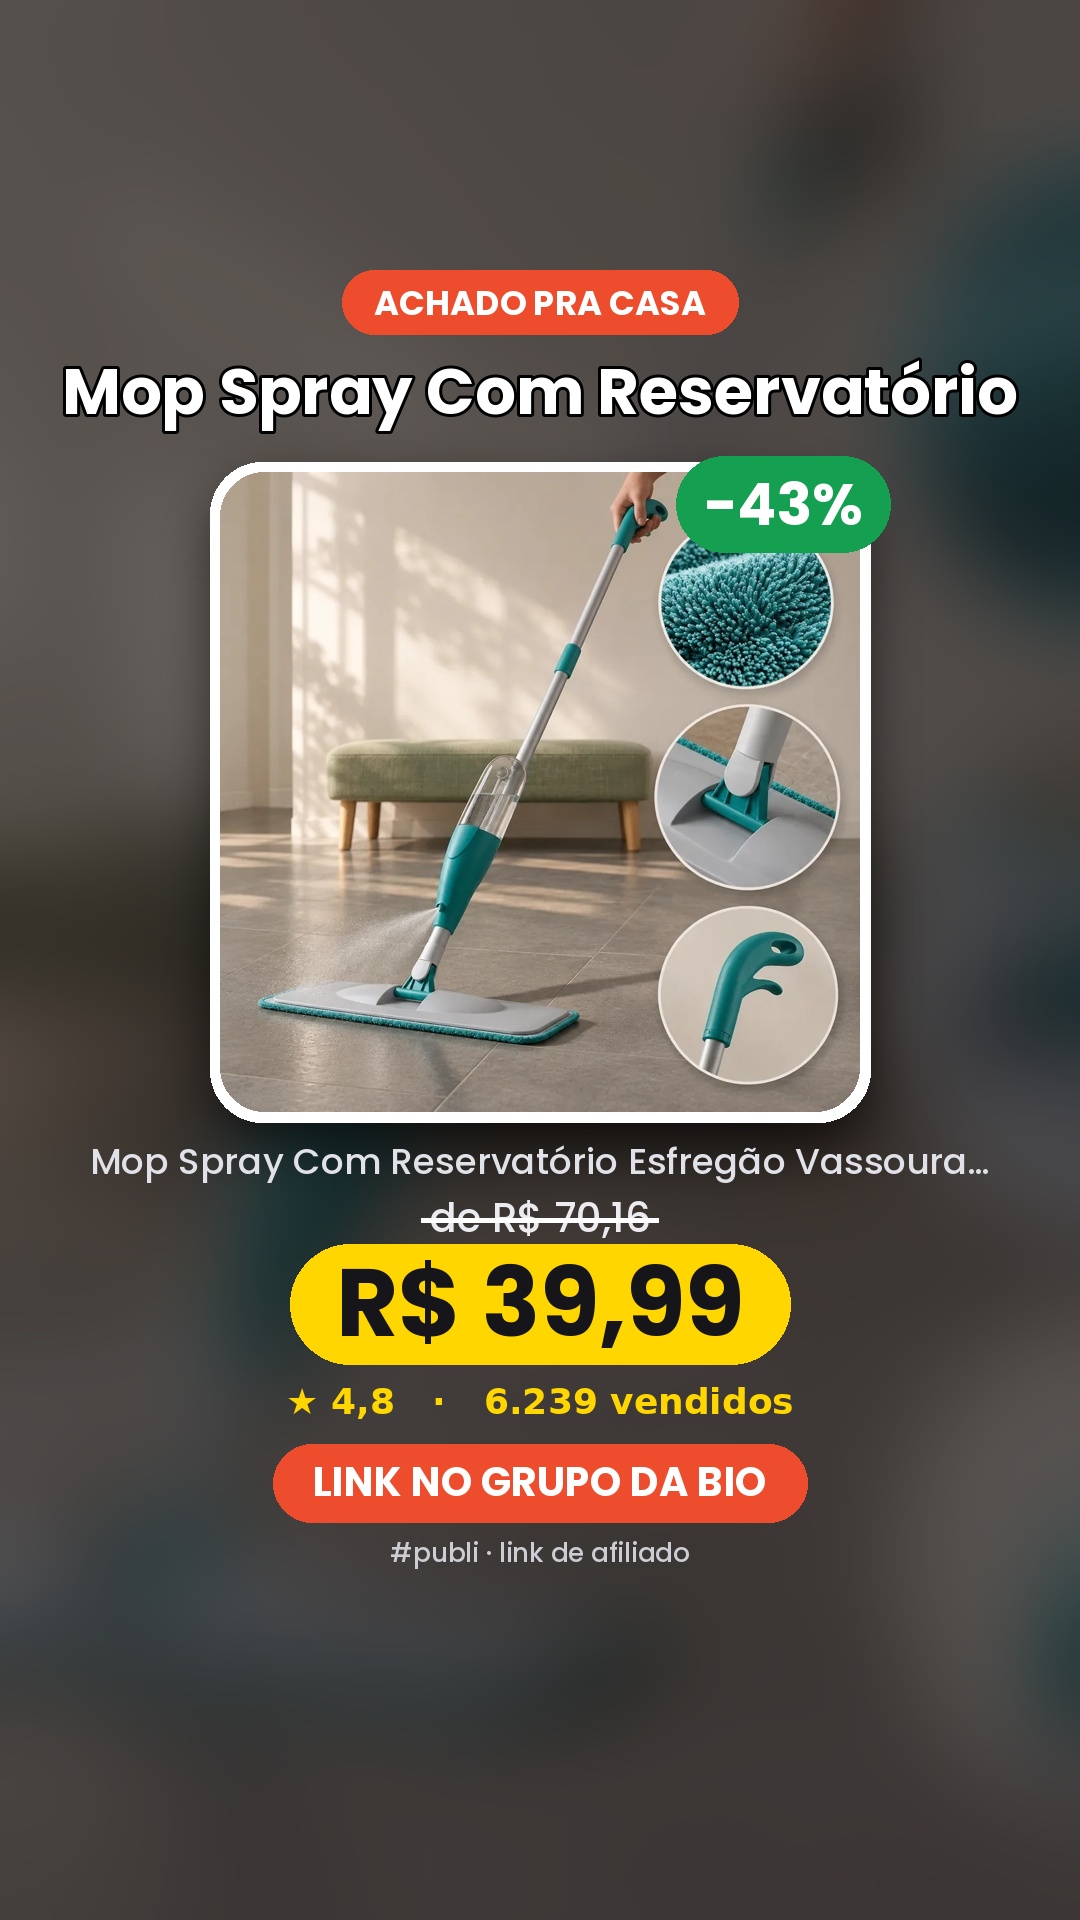 ACHADO PRA CASA
Mop Spray Com Reservatório
-43%
Mop Spray Com Reservatório Esfregão Vassoura...
de R$ 70,16
R$ 39,99
★ 4,8 · 6.239 vendidos
LINK NO GRUPO DA BIO
#publi · link de afiliado